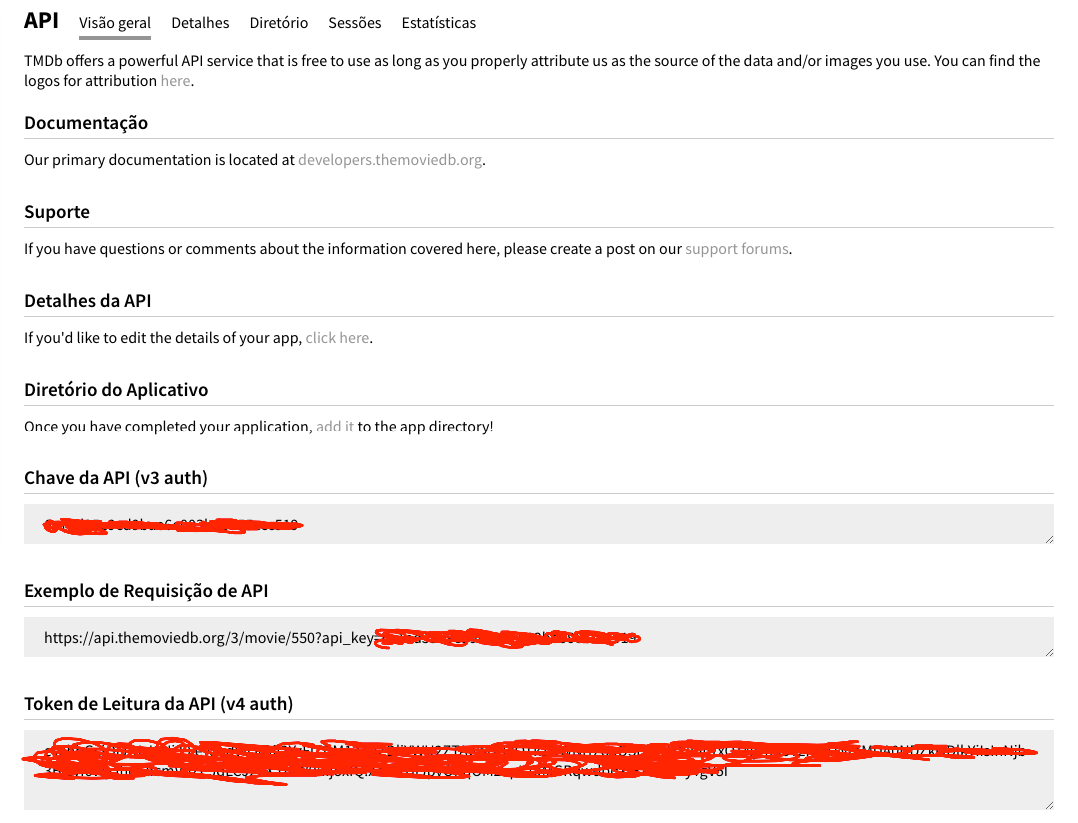 API Visão geral Detalhes Diretório Sessões Estatísticas
TMDb offers a powerful API service that is free to use as long as you properly attribute us as the source of the data and/or images you use. You can find the
logos for attribution here.
Documentação
Our primary documentation is located at developers.themoviedb.org.
Suporte
If you have questions or comments about the information covered here, please create a post on our support forums.
Detalhes da API
If you'd like to edit the details of your app, click here.
Diretório do Aplicativo
Once you have completed your application, add it to the app directory!
Chave da API (v3 auth)
Exemplo de Requisição de API
https://api.themoviedb.org/3/movie/550?api_key=
Token de Leitura da API (v4 auth)